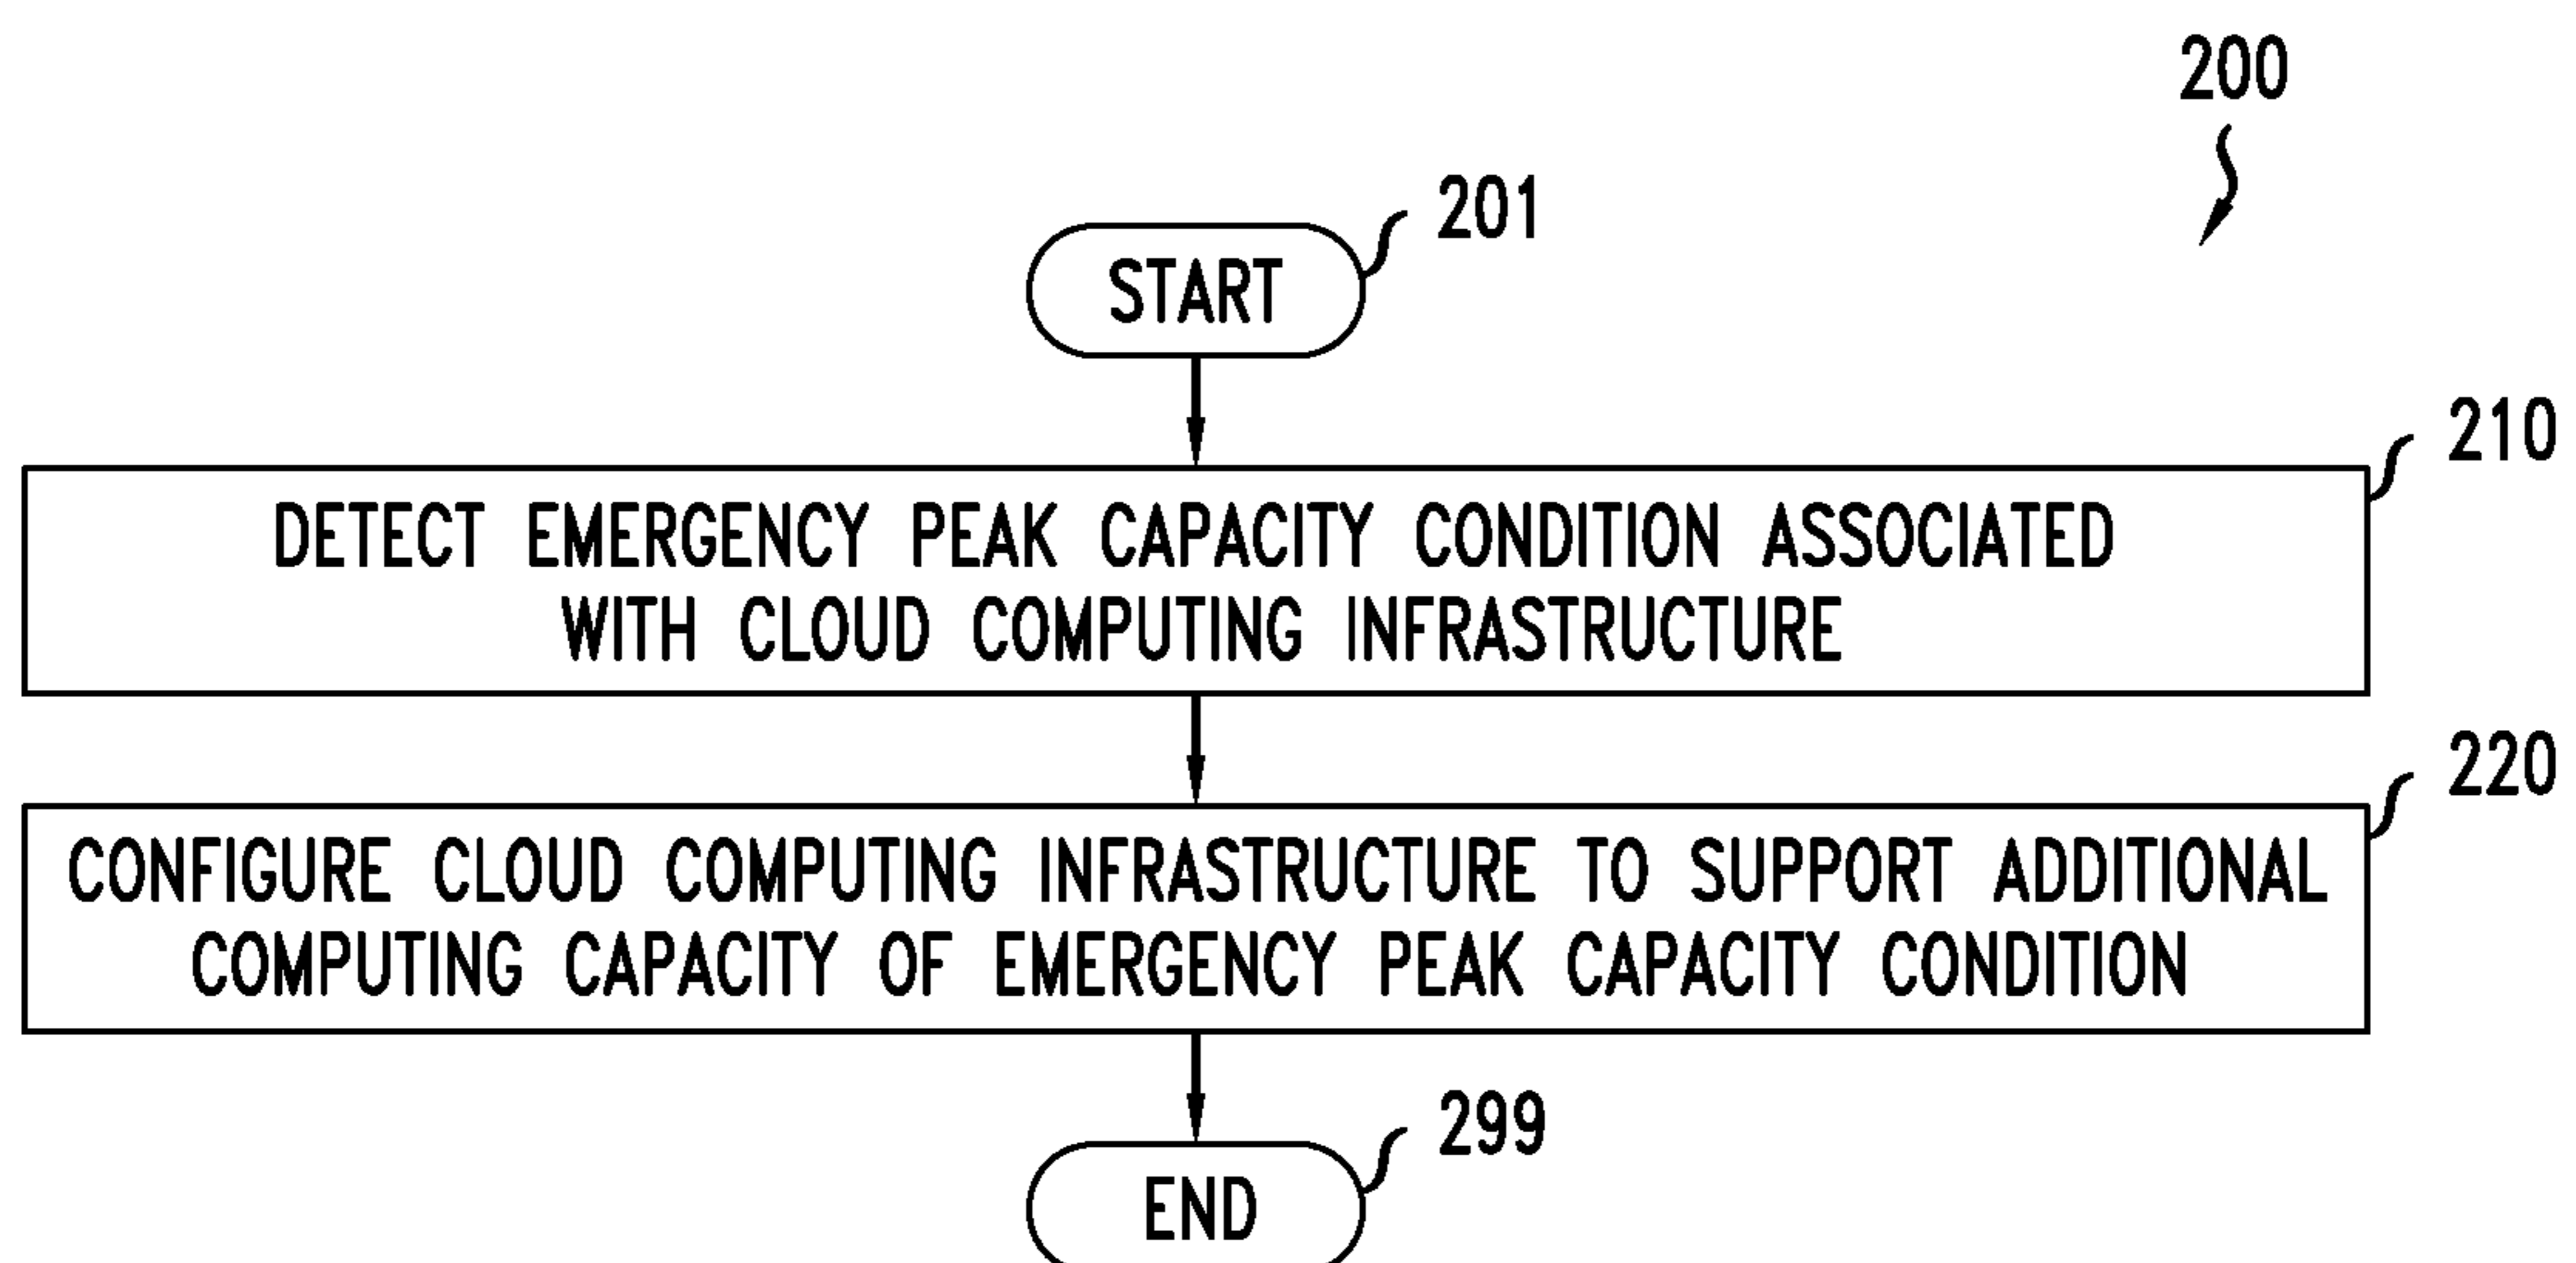 200
201
START
210
DETECT EMERGENCY PEAK CAPACITY CONDITION ASSOCIATED
WITH CLOUD COMPUTING INFRASTRUCTURE
220
CONFIGURE CLOUD COMPUTING INFRASTRUCTURE TO SUPPORT ADDITIONAL
COMPUTING CAPACITY OF EMERGENCY PEAK CAPACITY CONDITION
299
END